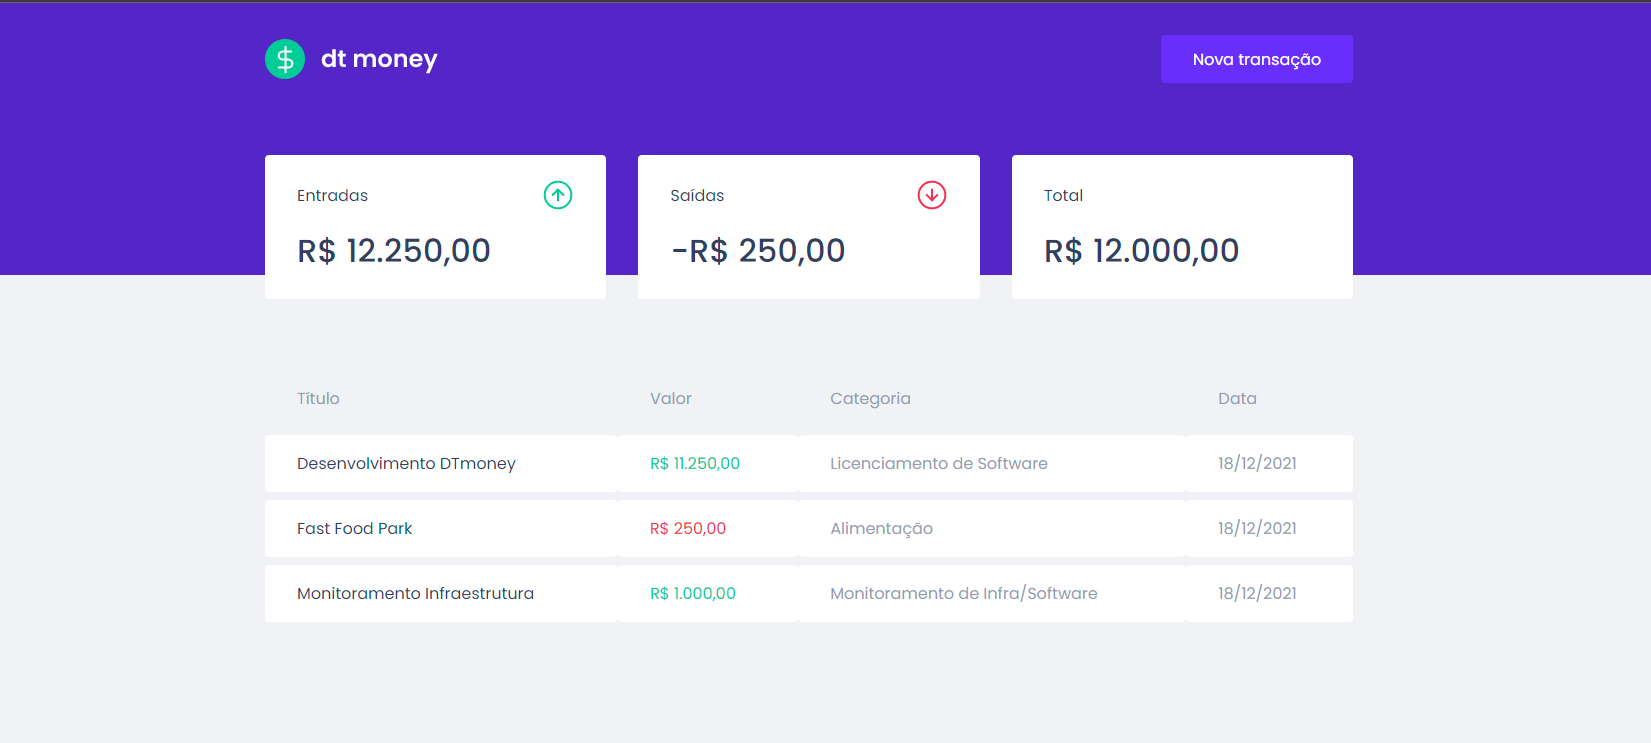 dt money
Nova transação
Entradas
R$ 12.250,00
Saídas
-R$ 250,00
Total
R$ 12.000,00
Título Valor Categoria Data
Desenvolvimento DTmoney R$ 11.250,00 Licenciamento de Software 18/12/2021
Fast Food Park R$ 250,00 Alimentação 18/12/2021
Monitoramento Infraestrutura R$ 1.000,00 Monitoramento de Infra/Software 18/12/2021